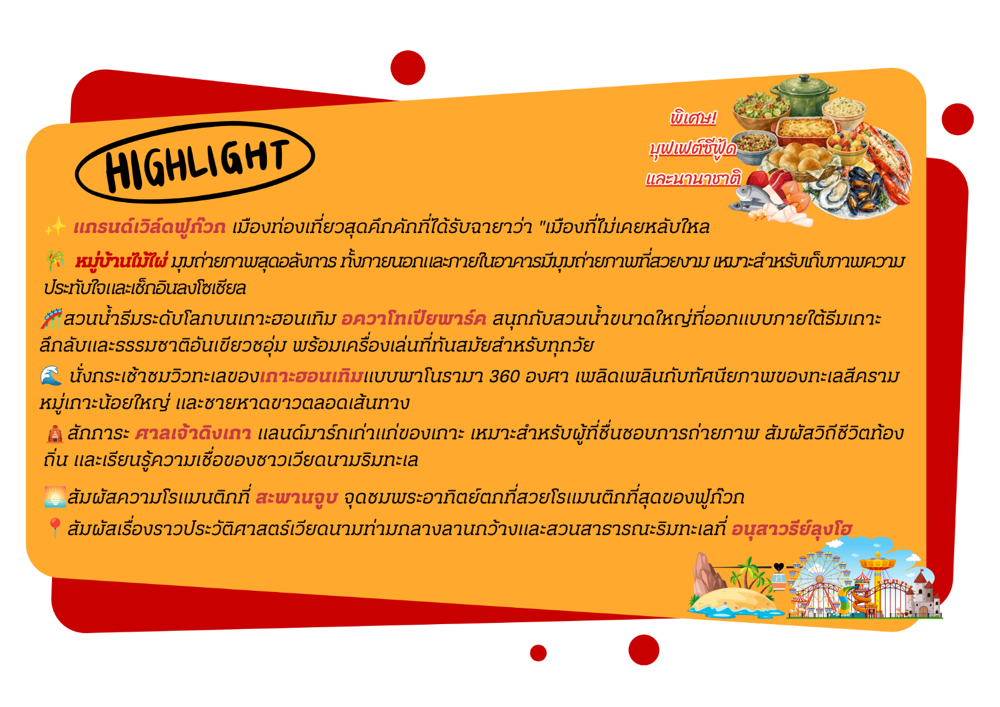 HIGHLIGHT
พิเศษ!
บุฟเฟต์ซีฟู้ด
และนานาชาติ
✨ แกรนด์เวิล์ดฟูก๊วก เมืองท่องเที่ยวสุดคึกคักที่ได้รับฉายาว่า "เมืองที่ไม่เคยหลับใหล
🎋 หมู่บ้านไม้ไผ่ มุมถ่ายภาพสุดอลังการ ทั้งภายนอกและภายในอาคารมีมุมถ่ายภาพที่สวยงาม เหมาะสำหรับเก็บภาพความ
ประทับใจและเช็กอินลงโซเชียล
🎢สวนน้ำธีมระดับโลกบนเกาะฮอนเทิม อควาโทเปียพาร์ค สนุกกับสวนน้ำขนาดใหญ่ที่ออกแบบภายใต้ธีมเกาะ
ลึกลับและธรรมชาติอันเขียวชอุ่ม พร้อมเครื่องเล่นที่ทันสมัยสำหรับทุกวัย
🌊 นั่งกระเช้าชมวิวทะเลของเกาะฮอนเทิมแบบพาโนรามา 360 องศา เพลิดเพลินกับทัศนียภาพของทะเลสีคราม
หมู่เกาะน้อยใหญ่ และชายหาดขาวตลอดเส้นทาง
🛕สักการะ ศาลเจ้าดิงเกา แลนด์มาร์กเก่าแก่ของเกาะ เหมาะสำหรับผู้ที่ชื่นชอบการถ่ายภาพ สัมผัสวิถีชีวิตท้อง
ถิ่น และเรียนรู้ความเชื่อของชาวเวียดนามริมทะเล
🌅สัมผัสความโรแมนติกที่ สะพานจูบ จุดชมพระอาทิตย์ตกที่สวยโรแมนติกที่สุดของฟูก๊วก
📍สัมผัสเรื่องราวประวัติศาสตร์เวียดนามท่ามกลางลานกว้างและสวนสาธารณะริมทะเลที่ อนุสาวรีย์ลุงโฮ